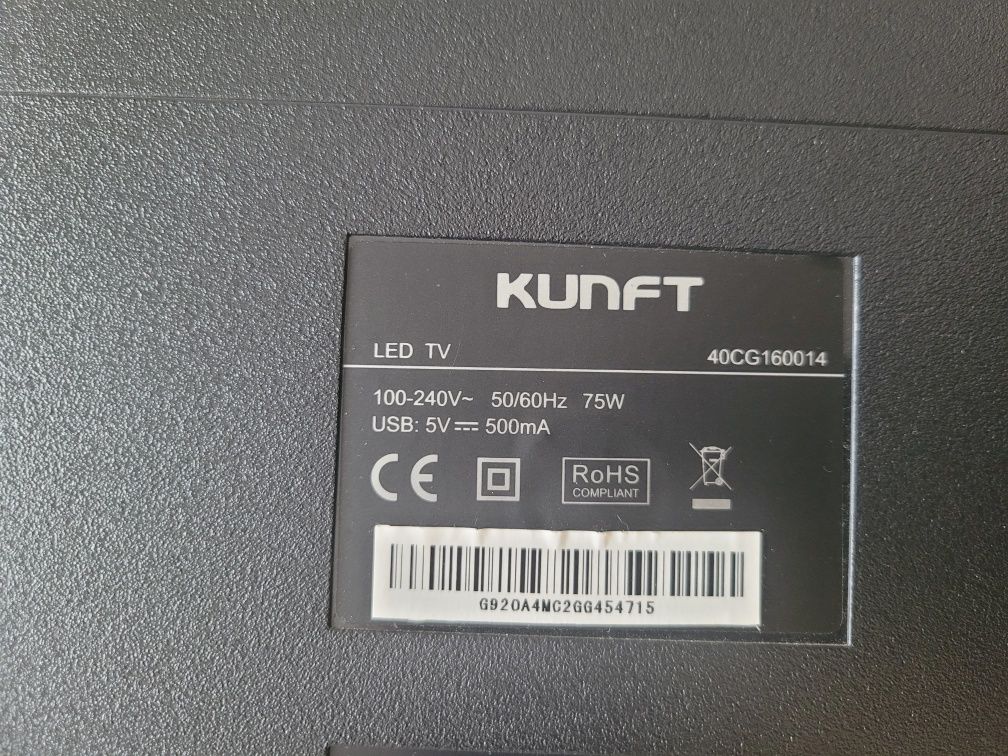 KUNFT
LED TV 40CG160014
100-240V~ 50/60Hz 75W
USB: 5V⎓ 500mA
CE
RoHS
COMPLIANT
G920A4MC2GG454715